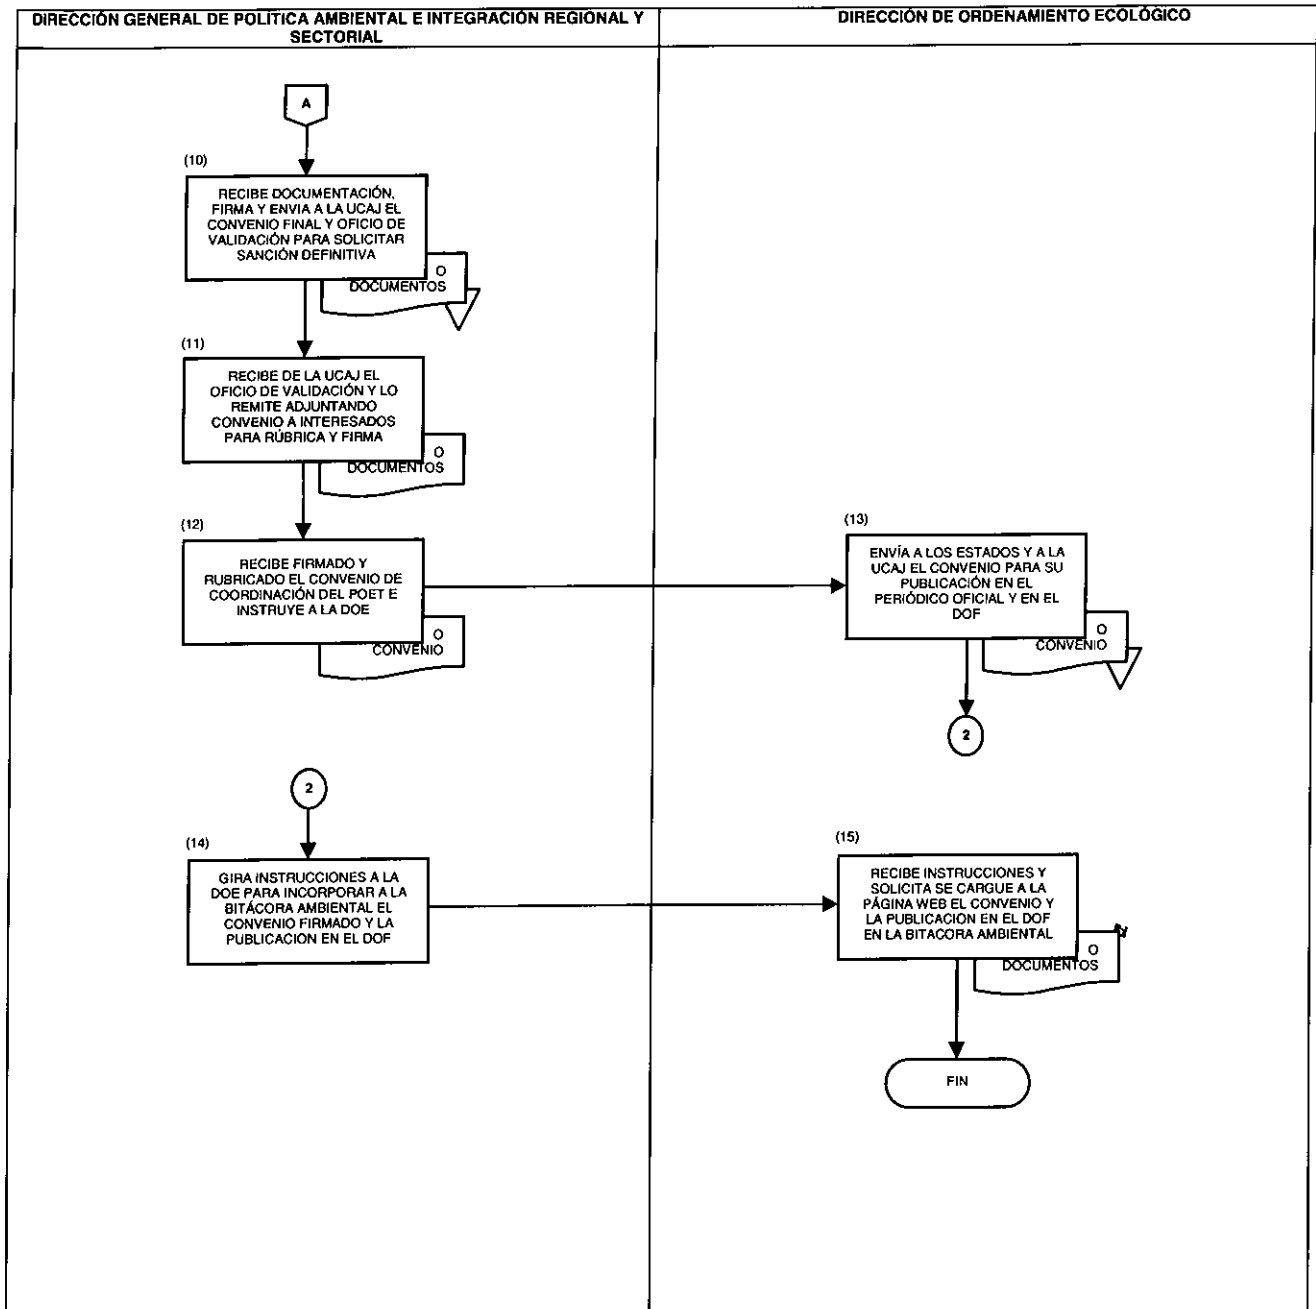 DIRECCIÓN GENERAL DE POLÍTICA AMBIENTAL E INTEGRACIÓN REGIONAL Y
SECTORIAL
DIRECCIÓN DE ORDENAMIENTO ECOLÓGICO
A
(10)
RECIBE DOCUMENTACIÓN,
FIRMA Y ENVIA A LA UCAJ EL
CONVENIO FINAL Y OFICIO DE
VALIDACIÓN PARA SOLICITAR
SANCIÓN DEFINITIVA
O
DOCUMENTOS
(11)
RECIBE DE LA UCAJ EL
OFICIO DE VALIDACIÓN Y LO
REMITE ADJUNTANDO
CONVENIO A INTERESADOS
PARA RÚBRICA Y FIRMA
O
DOCUMENTOS
(12)
RECIBE FIRMADO Y
RUBRICADO EL CONVENIO DE
COORDINACIÓN DEL POET E
INSTRUYE A LA DOE
O
CONVENIO
(13)
ENVÍA A LOS ESTADOS Y A LA
UCAJ EL CONVENIO PARA SU
PUBLICACIÓN EN EL
PERIÓDICO OFICIAL Y EN EL
DOF
O
CONVENIO
2
2
(14)
GIRA INSTRUCCIONES A LA
DOE PARA INCORPORAR A LA
BITÁCORA AMBIENTAL EL
CONVENIO FIRMADO Y LA
PUBLICACION EN EL DOF
(15)
RECIBE INSTRUCCIONES Y
SOLICITA SE CARGUE A LA
PÁGINA WEB EL CONVENIO Y
LA PUBLICACION EN EL DOF
EN LA BITACORA AMBIENTAL
O
DOCUMENTOS
FIN